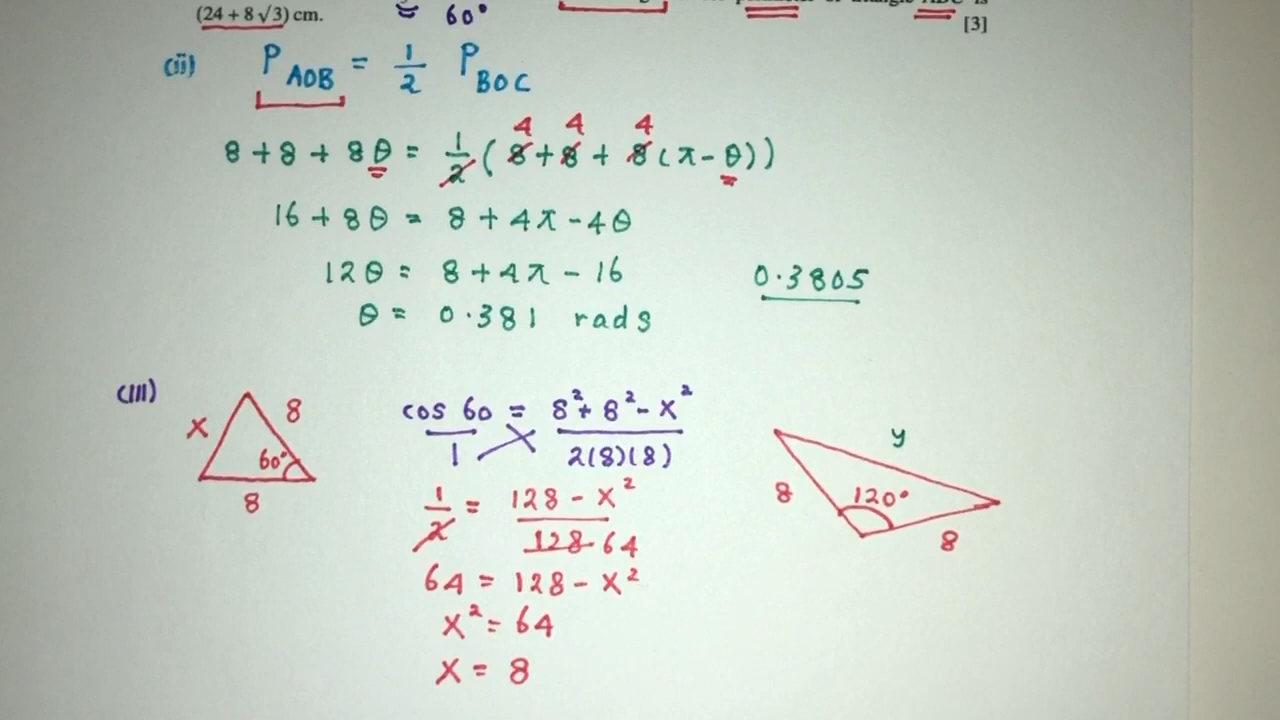 (24 + 8 √3) cm.
60°
[3]
(ii) P AOB = 1/2 P BOC
4 4 4
8 + 8 + 8θ = 1/2 ( 8 + 8 + 8 ( π - θ ) )
16 + 8θ = 8 + 4π - 4θ
12θ = 8 + 4π - 16
0.3805
θ = 0.381 rads
(iii)
x 8
60°
8
cos 60 = 8² + 8² - x²
1 2(8)(8)
1/2 = 128 - x²
128 64
64 = 128 - x²
x² = 64
x = 8
y
8 120°
8